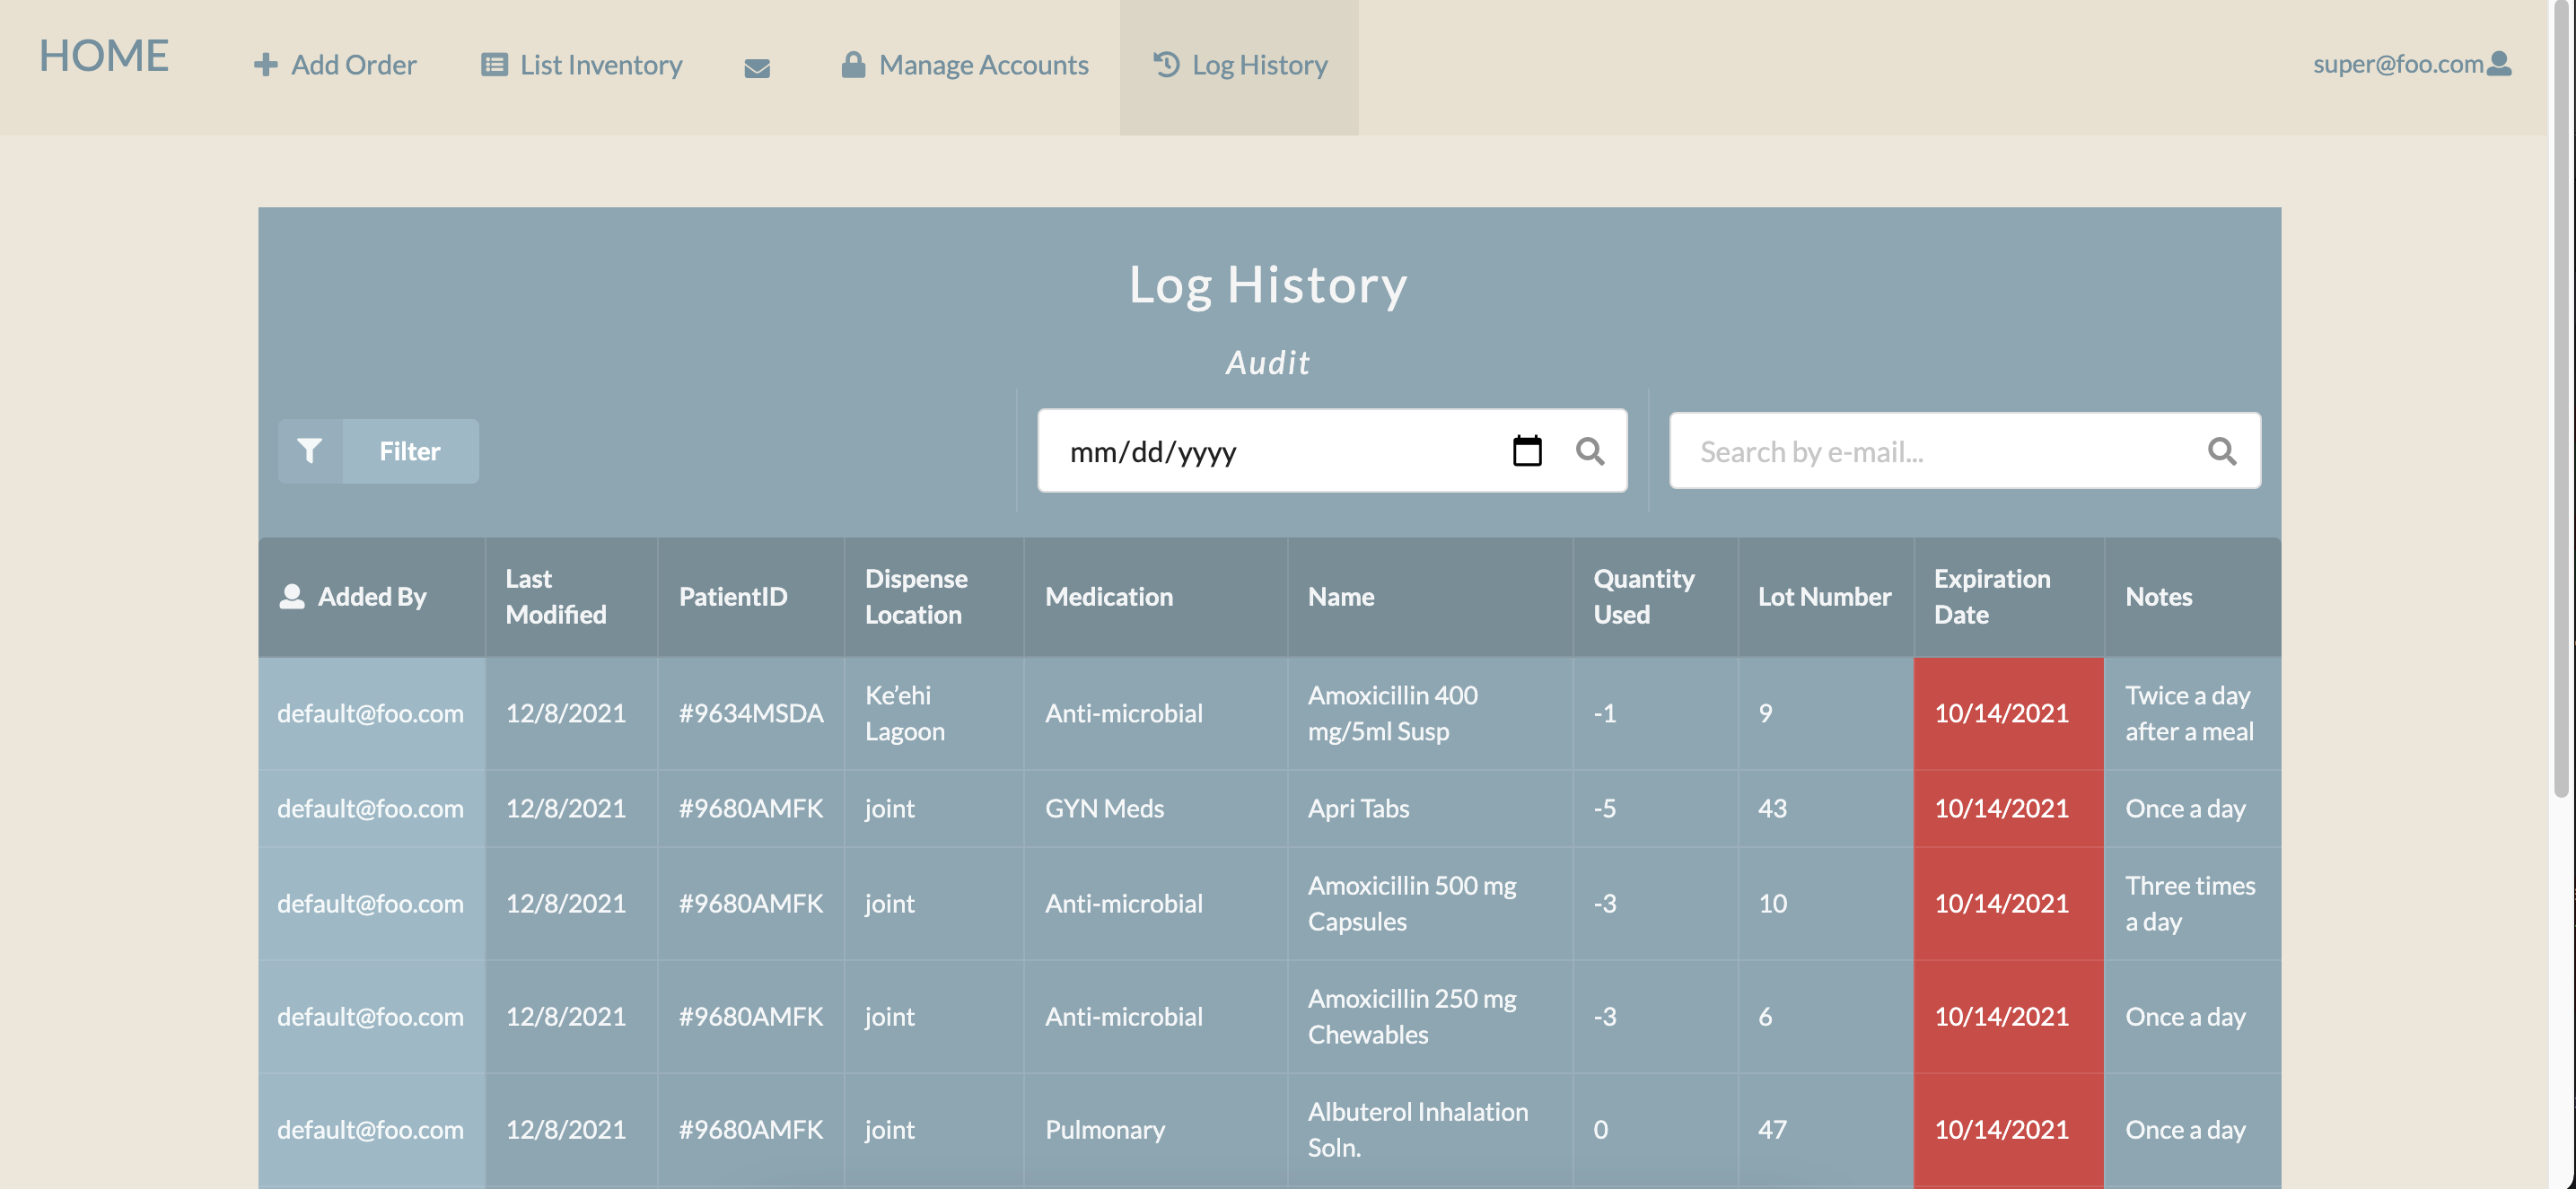 HOME
Add Order
List Inventory
Manage Accounts
Log History
super@foo.com
Log History
Audit
Filter
mm/dd/yyyy
Search by e-mail...
Added By
Last
Modified
PatientID
Dispense
Location
Medication
Name
Quantity
Used
Lot Number
Expiration
Date
Notes
default@foo.com
12/8/2021
#9634MSDA
Ke’ehi
Lagoon
Anti-microbial
Amoxicillin 400
mg/5ml Susp
-1
9
10/14/2021
Twice a day
after a meal
default@foo.com
12/8/2021
#9680AMFK
joint
GYN Meds
Apri Tabs
-5
43
10/14/2021
Once a day
default@foo.com
12/8/2021
#9680AMFK
joint
Anti-microbial
Amoxicillin 500 mg
Capsules
-3
10
10/14/2021
Three times
a day
default@foo.com
12/8/2021
#9680AMFK
joint
Anti-microbial
Amoxicillin 250 mg
Chewables
-3
6
10/14/2021
Once a day
default@foo.com
12/8/2021
#9680AMFK
joint
Pulmonary
Albuterol Inhalation
Soln.
0
47
10/14/2021
Once a day